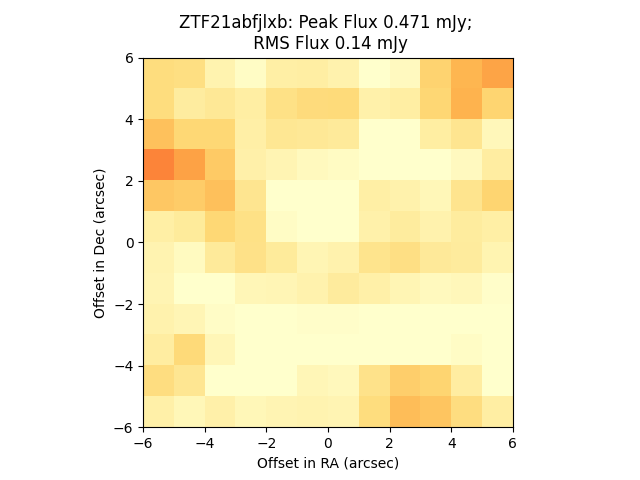 ZTF21abfjlxb: Peak Flux 0.471 mJy;
RMS Flux 0.14 mJy
6
4
2
0
−2
−4
−6
Offset in Dec (arcsec)
−6 −4 −2 0 2 4 6
Offset in RA (arcsec)